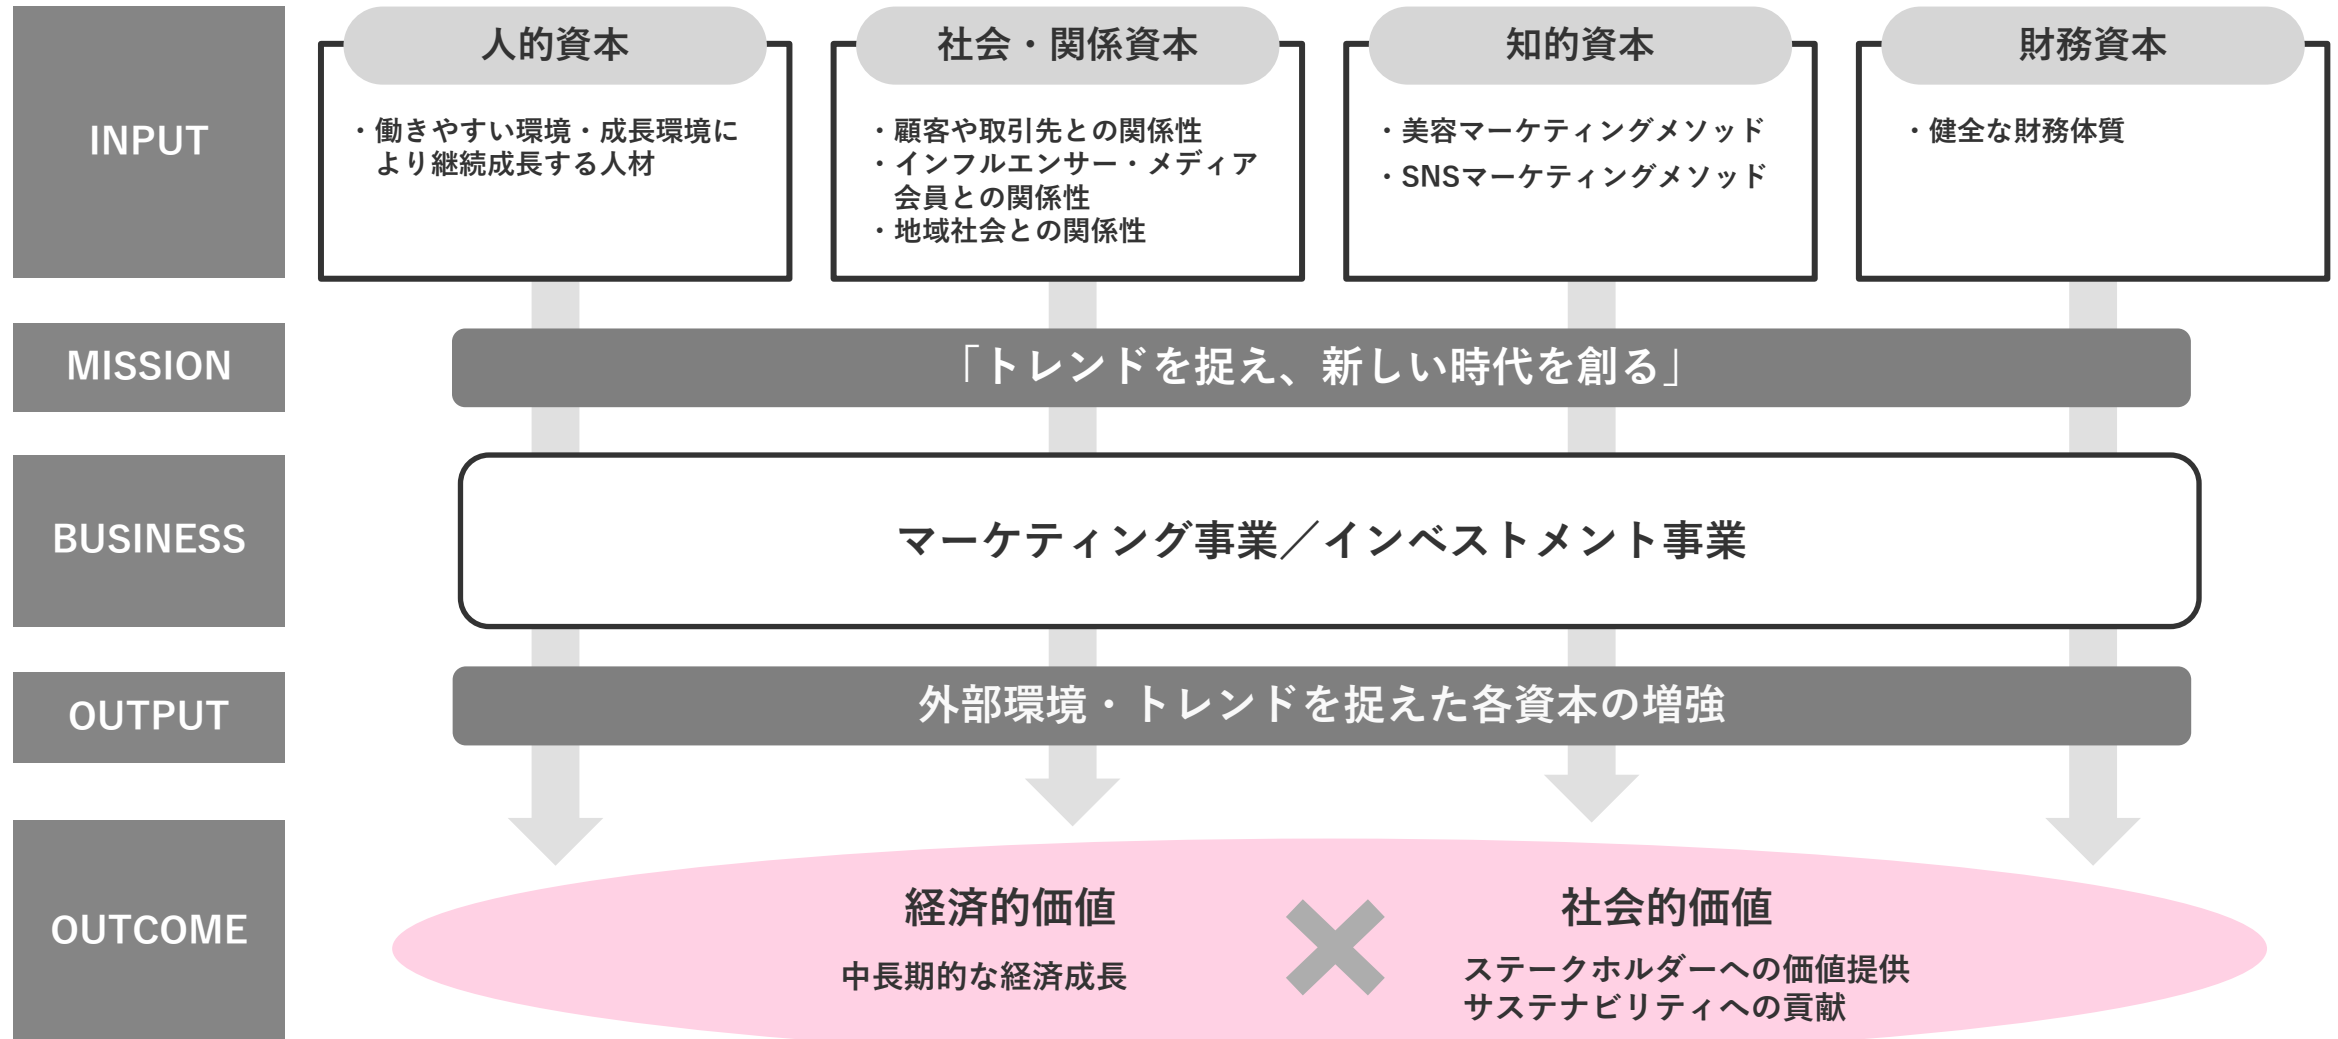 INPUT
人的資本
・働きやすい環境・成長環境に
より継続成長する人材
社会・関係資本
・顧客や取引先との関係性
・インフルエンサー・メディア
会員との関係性
・地域社会との関係性
知的資本
・美容マーケティングメソッド
・SNSマーケティングメソッド
財務資本
・健全な財務体質
MISSION
「トレンドを捉え、新しい時代を創る」
BUSINESS
マーケティング事業／インベストメント事業
OUTPUT
外部環境・トレンドを捉えた各資本の増強
OUTCOME
経済的価値
中長期的な経済成長
社会的価値
ステークホルダーへの価値提供
サステナビリティへの貢献